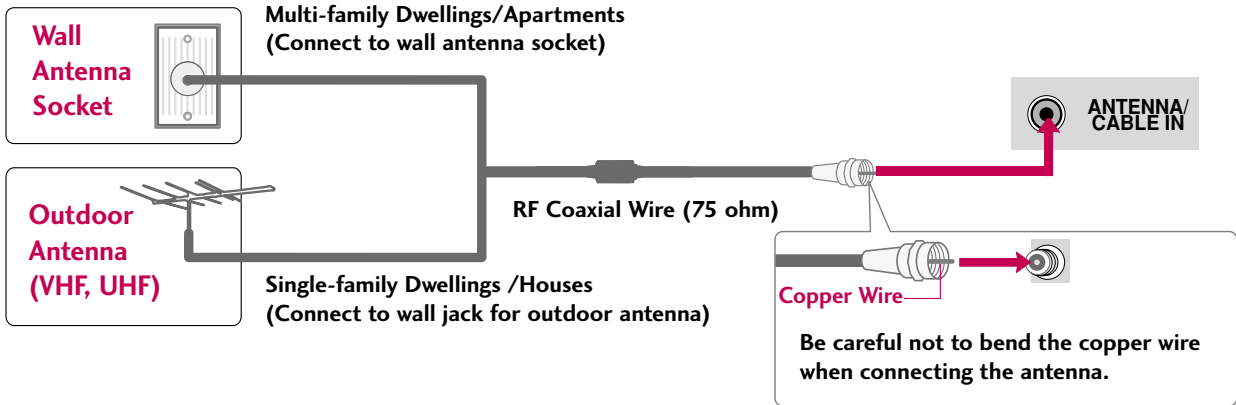 Wall
Antenna
Socket
Multi-family Dwellings/Apartments
(Connect to wall antenna socket)
ANTENNA/
CABLE IN
Outdoor
Antenna
(VHF, UHF)
RF Coaxial Wire (75 ohm)
Single-family Dwellings /Houses
(Connect to wall jack for outdoor antenna)
Copper Wire
Be careful not to bend the copper wire
when connecting the antenna.